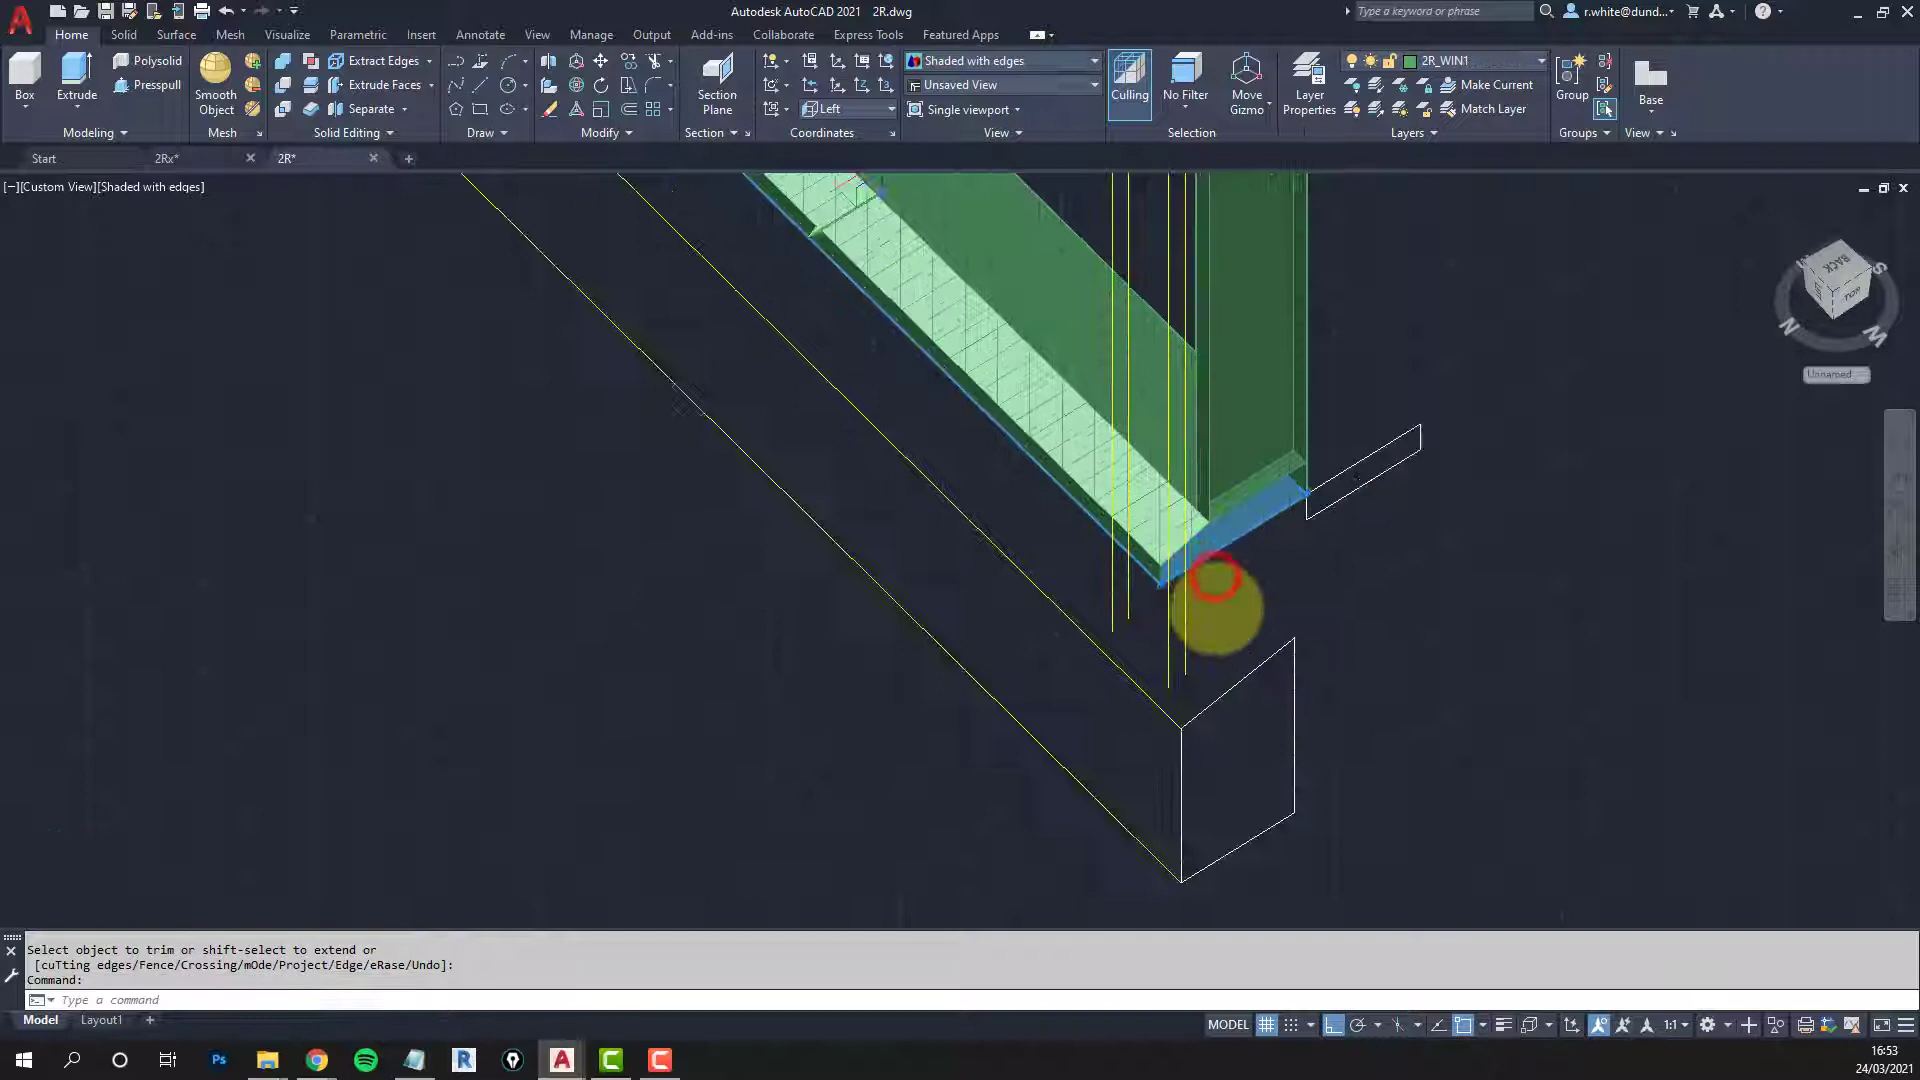 Autodesk AutoCAD 2021 2R.dwg
Type a keyword or phrase
r.white@dund...
Home Solid Surface Mesh Visualize Parametric Insert Annotate View Manage Output Add-ins Collaborate Express Tools Featured Apps
Box
Extrude
Polysolid
Presspull
Smooth
Object
Extract Edges
Extrude Faces
Separate
Section
Plane
Left
Shaded with edges
Unsaved View
Single viewport
Culling
No Filter
Move
Gizmo
Layer
Properties
2R_WIN1
Make Current
Match Layer
Group
Base
Modeling Mesh Solid Editing Draw Modify Section Coordinates View Selection Layers Groups View
Start 2Rx* 2R*
[−][Custom View][Shaded with edges]
BACK
TOP
E
S
N
W
Unnamed
Select object to trim or shift-select to extend or
[cuTting edges/Fence/Crossing/mOde/Project/Edge/eRase/Undo]:
Command:
Type a command
Model Layout1 +
MODEL
1:1
Ps
R
A
C
C
16:53
24/03/2021